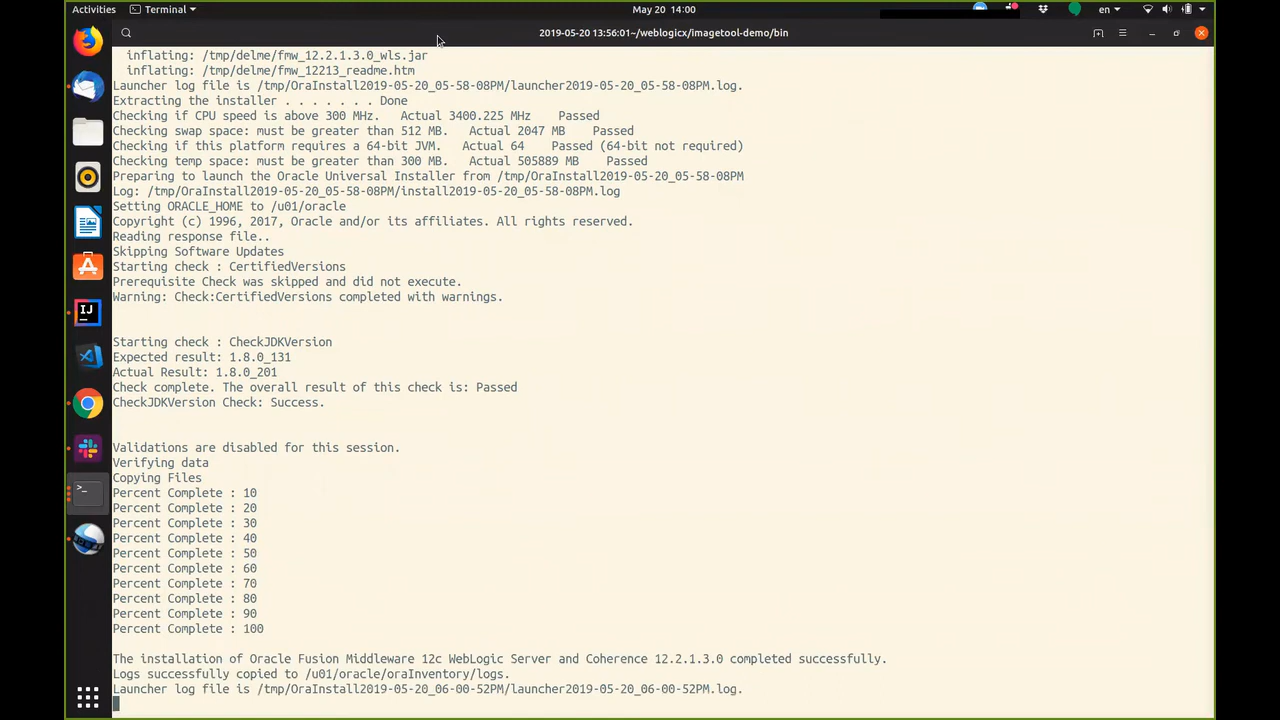 Activities
Terminal
May 20 14:00
en
2019-05-20 13:56:01~/weblogicx/imagetool-demo/bin
inflating: /tmp/delme/fmw_12.2.1.3.0_wls.jar
inflating: /tmp/delme/fmw_12213_readme.htm
Launcher log file is /tmp/OraInstall2019-05-20_05-58-08PM/launcher2019-05-20_05-58-08PM.log.
Extracting the installer . . . . . . . Done
Checking if CPU speed is above 300 MHz.   Actual 3400.225 MHz    Passed
Checking swap space: must be greater than 512 MB.   Actual 2047 MB    Passed
Checking if this platform requires a 64-bit JVM.   Actual 64    Passed (64-bit not required)
Checking temp space: must be greater than 300 MB.   Actual 505889 MB    Passed
Preparing to launch the Oracle Universal Installer from /tmp/OraInstall2019-05-20_05-58-08PM
Log: /tmp/OraInstall2019-05-20_05-58-08PM/install2019-05-20_05-58-08PM.log
Setting ORACLE_HOME to /u01/oracle
Copyright (c) 1996, 2017, Oracle and/or its affiliates. All rights reserved.
Reading response file..
Skipping Software Updates
Starting check : CertifiedVersions
Prerequisite Check was skipped and did not execute.
Warning: Check:CertifiedVersions completed with warnings.
Starting check : CheckJDKVersion
Expected result: 1.8.0_131
Actual Result: 1.8.0_201
Check complete. The overall result of this check is: Passed
CheckJDKVersion Check: Success.
Validations are disabled for this session.
Verifying data
Copying Files
Percent Complete : 10
Percent Complete : 20
Percent Complete : 30
Percent Complete : 40
Percent Complete : 50
Percent Complete : 60
Percent Complete : 70
Percent Complete : 80
Percent Complete : 90
Percent Complete : 100
The installation of Oracle Fusion Middleware 12c WebLogic Server and Coherence 12.2.1.3.0 completed successfully.
Logs successfully copied to /u01/oracle/oraInventory/logs.
Launcher log file is /tmp/OraInstall2019-05-20_06-00-52PM/launcher2019-05-20_06-00-52PM.log.
IJ